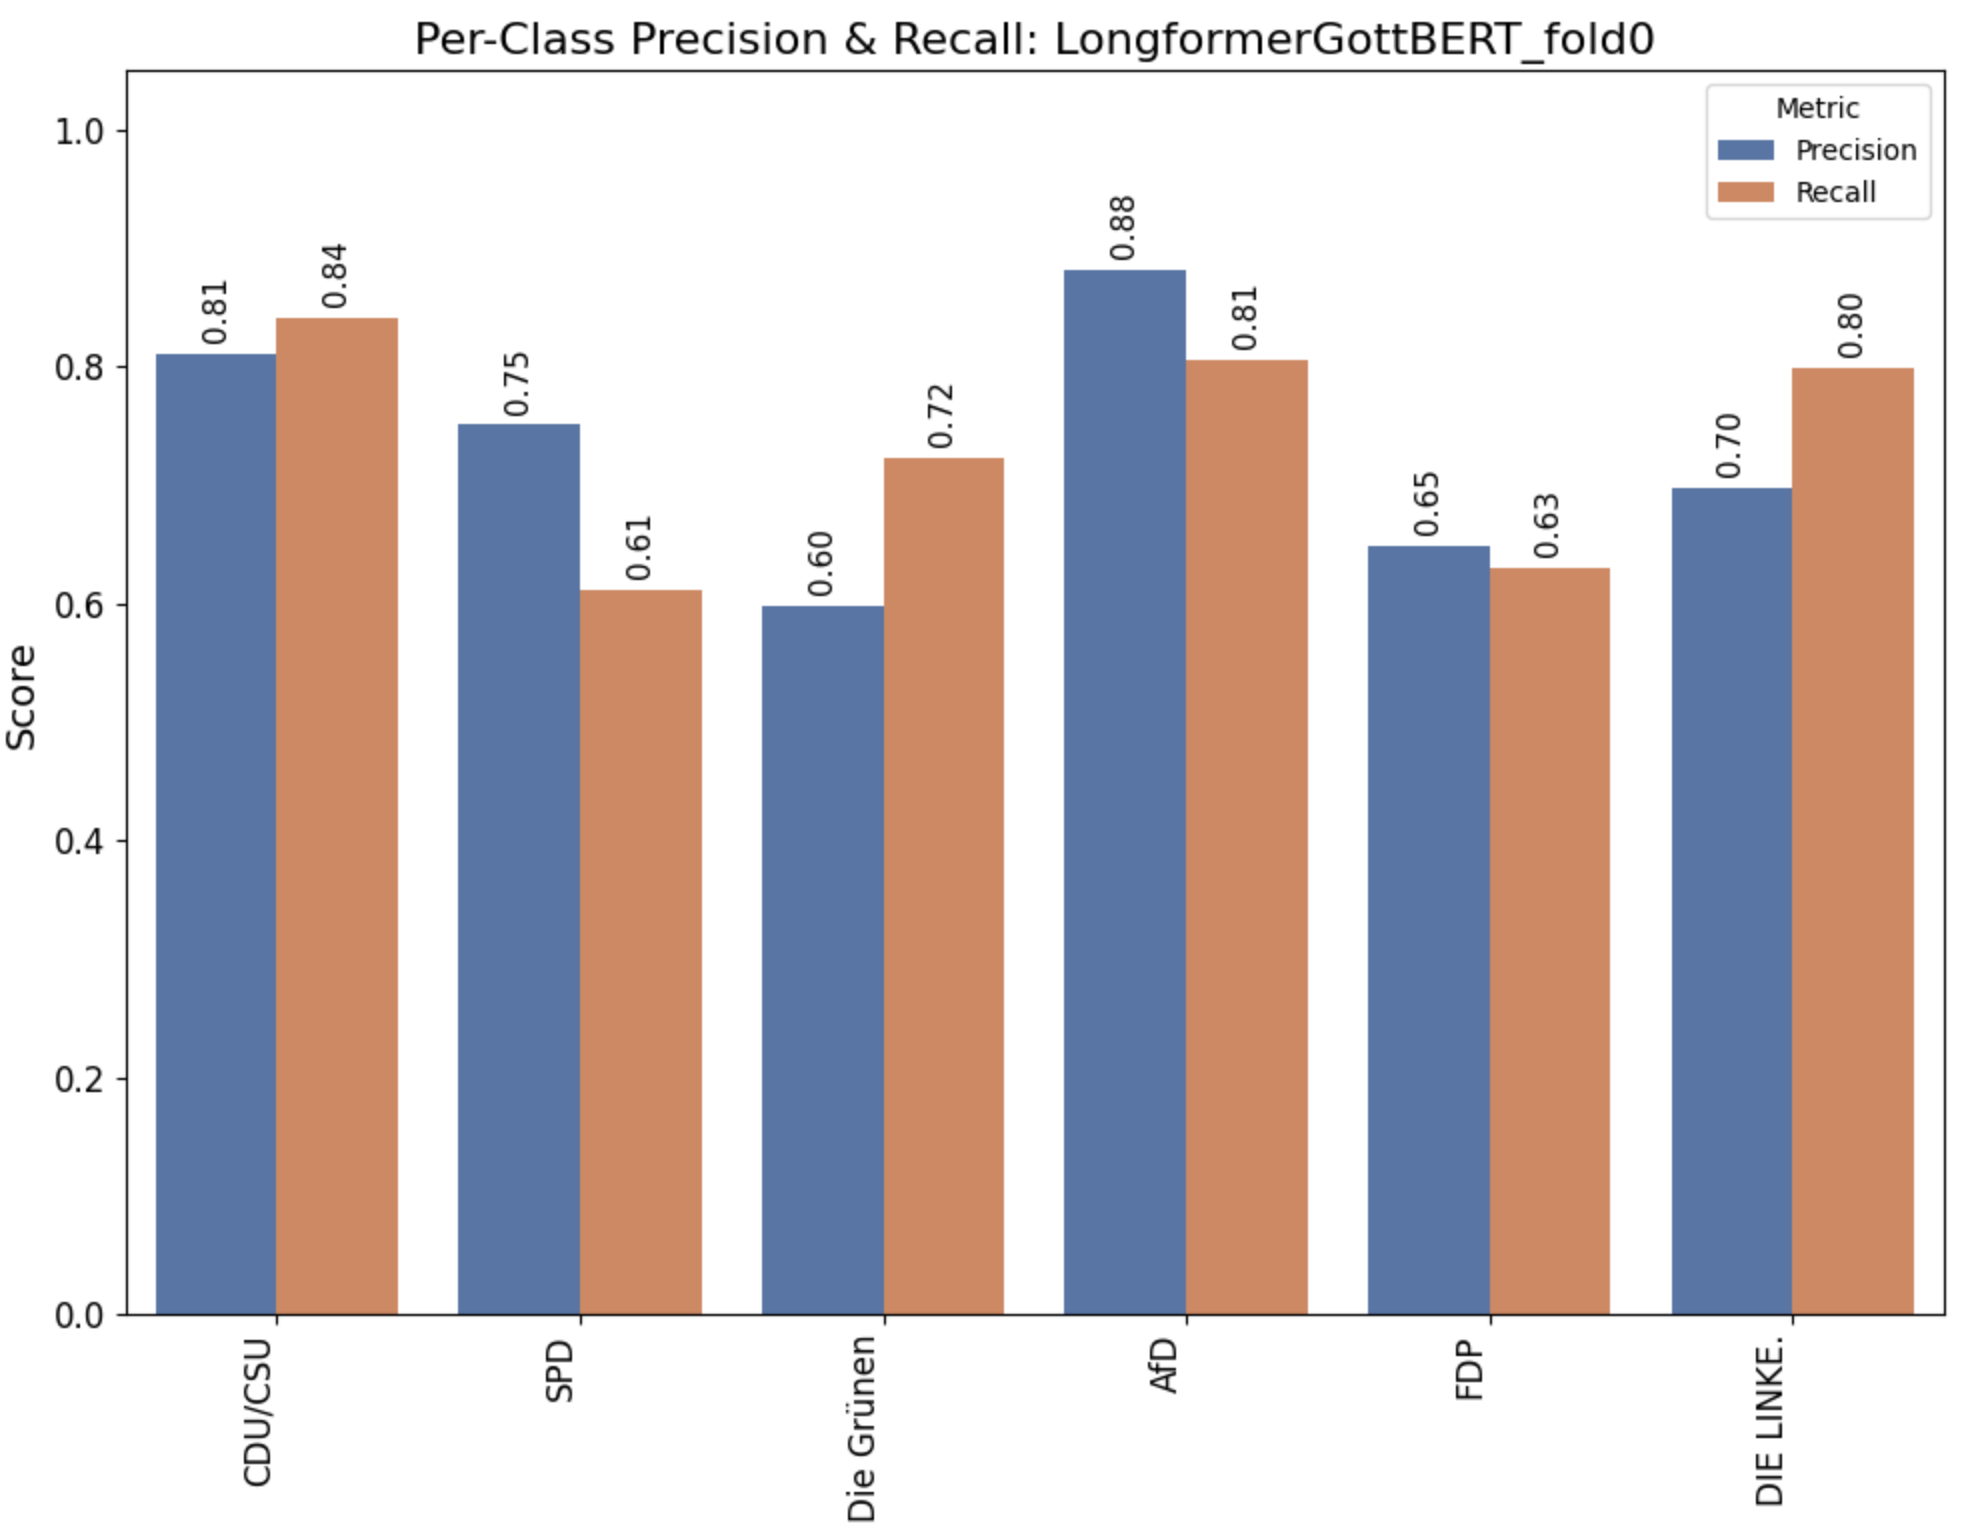 Per-Class Precision & Recall: LongformerGottBERT_fold0
Metric
Precision
Recall
Score
1.0
0.8
0.6
0.4
0.2
0.0
0.81
0.84
0.75
0.61
0.60
0.72
0.88
0.81
0.65
0.63
0.70
0.80
CDU/CSU
SPD
Die Grünen
AfD
FDP
DIE LINKE.